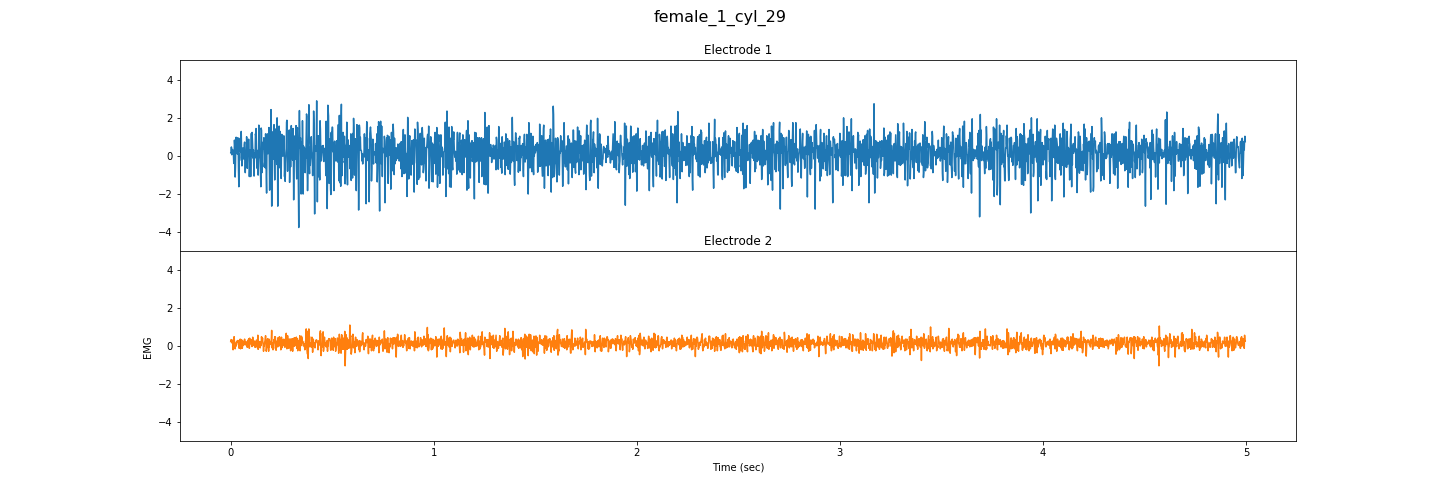 female_1_cyl_29
Electrode 1
4
2
0
−2
−4
Electrode 2
4
2
0
−2
−4
EMG
0 1 2 3 4 5
Time (sec)